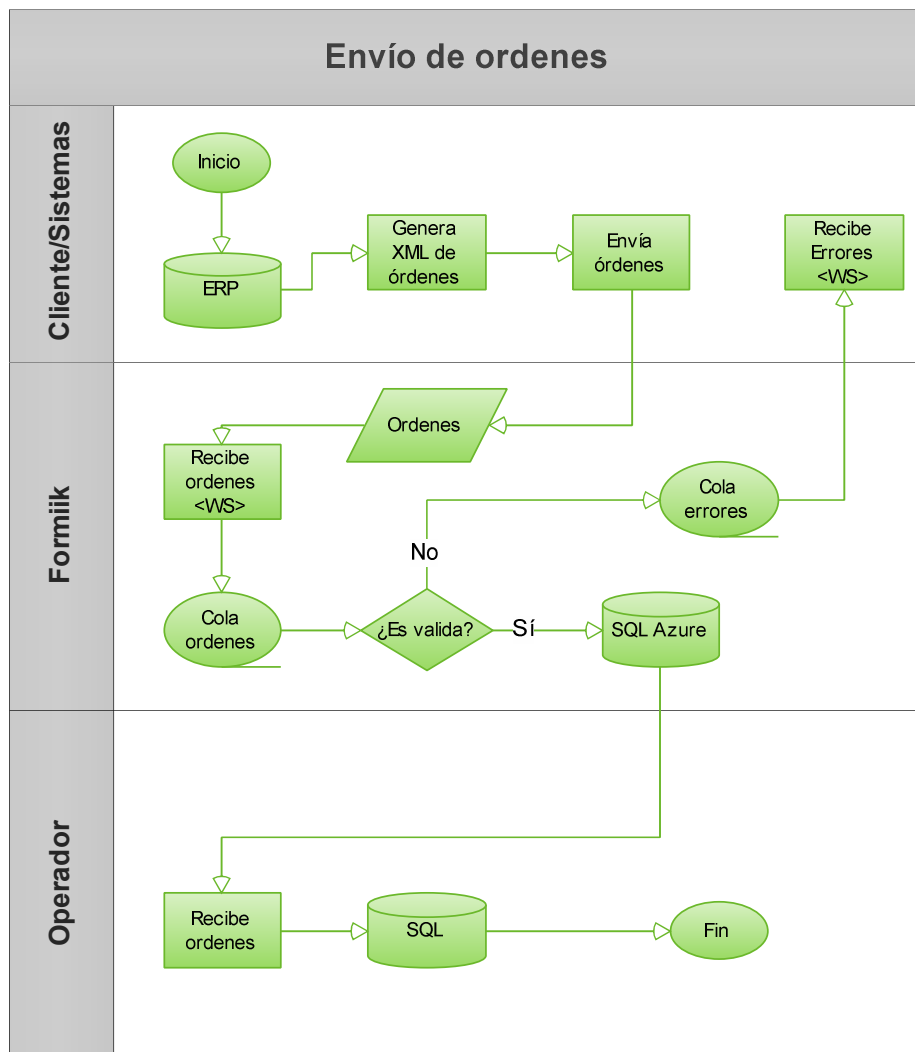 Envío de ordenes
Cliente/Sistemas
Inicio
ERP
Genera
XML de
órdenes
Envía
órdenes
Recibe
Errores
<WS>
Formiik
Ordenes
Recibe
ordenes
<WS>
Cola
errores
No
Cola
ordenes
¿Es valida?
Sí
SQL Azure
Operador
Recibe
ordenes
SQL
Fin